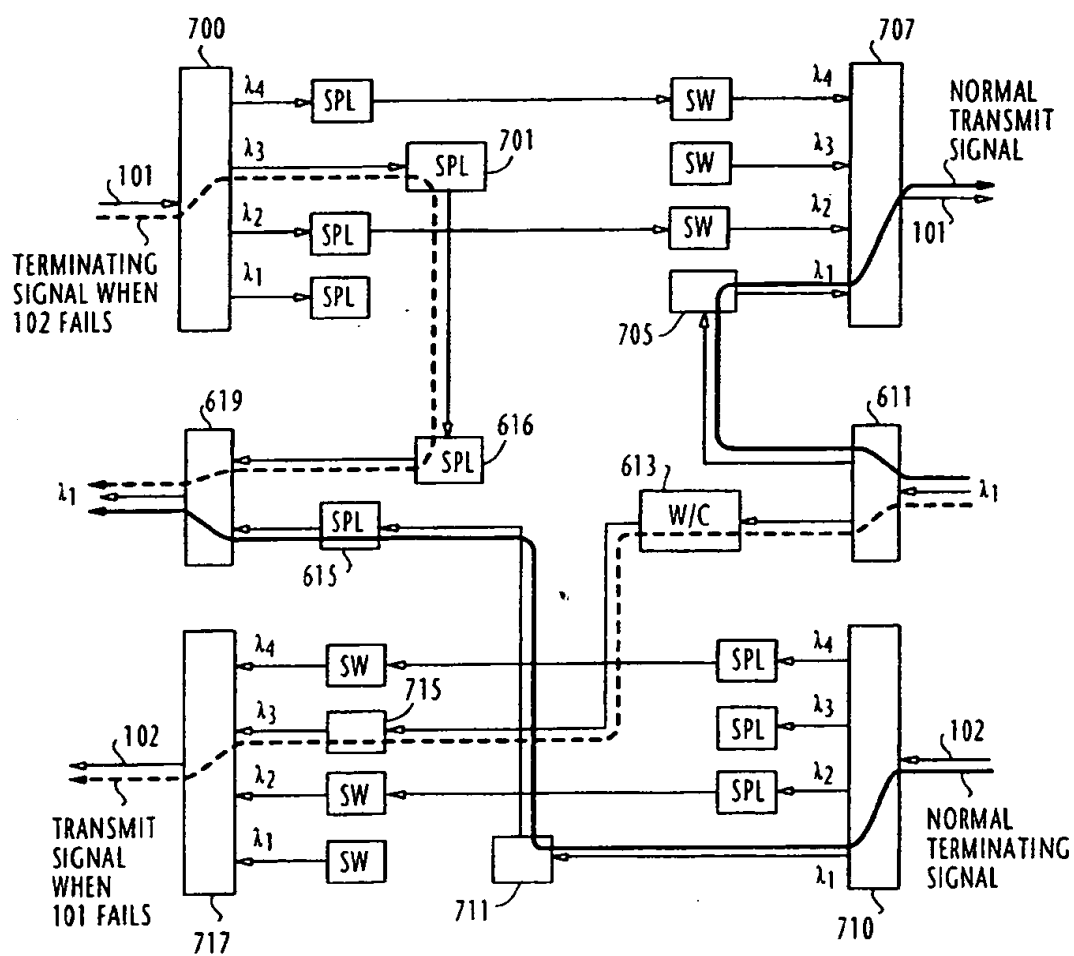 700
707
λ4
SPL
SW
λ4
NORMAL
TRANSMIT
SIGNAL
λ3
SPL
701
SW
λ3
101
λ2
SPL
SW
λ2
101
TERMINATING
SIGNAL WHEN
102 FAILS
λ1
SPL
705
λ1
619
616
SPL
611
613
W/C
λ1
λ1
SPL
615
λ4
SW
SPL
λ4
715
λ3
SPL
λ3
102
102
λ2
SW
SPL
λ2
TRANSMIT
SIGNAL
WHEN
101 FAILS
λ1
SW
NORMAL
TERMINATING
SIGNAL
λ1
717
711
710